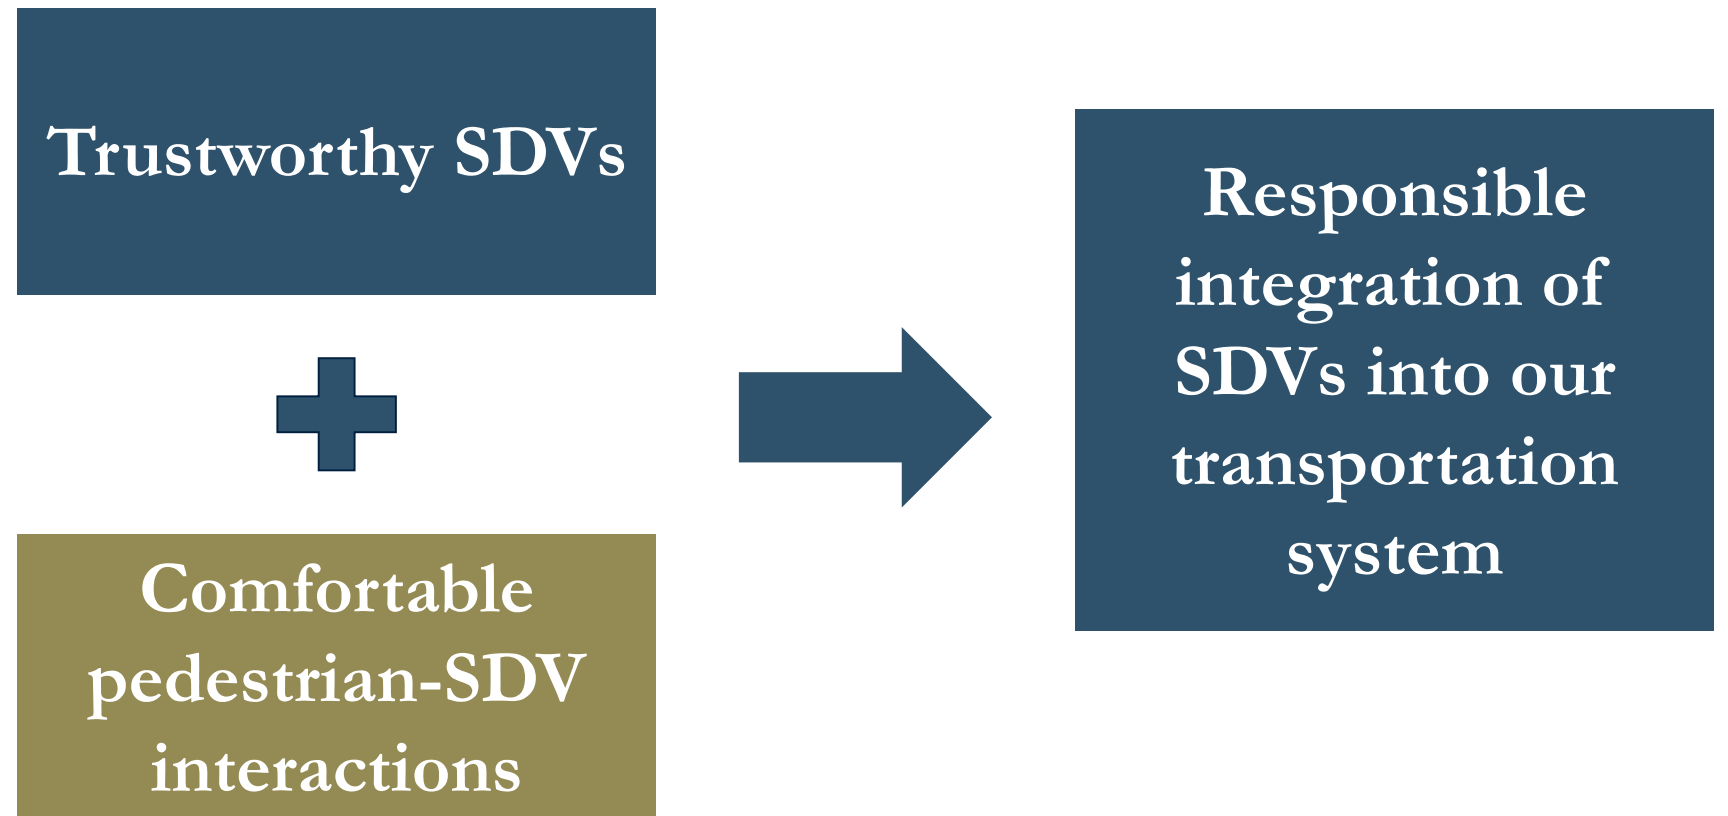 Trustworthy SDVs
Comfortable
pedestrian-SDV
interactions
Responsible
integration of
SDVs into our
transportation
system